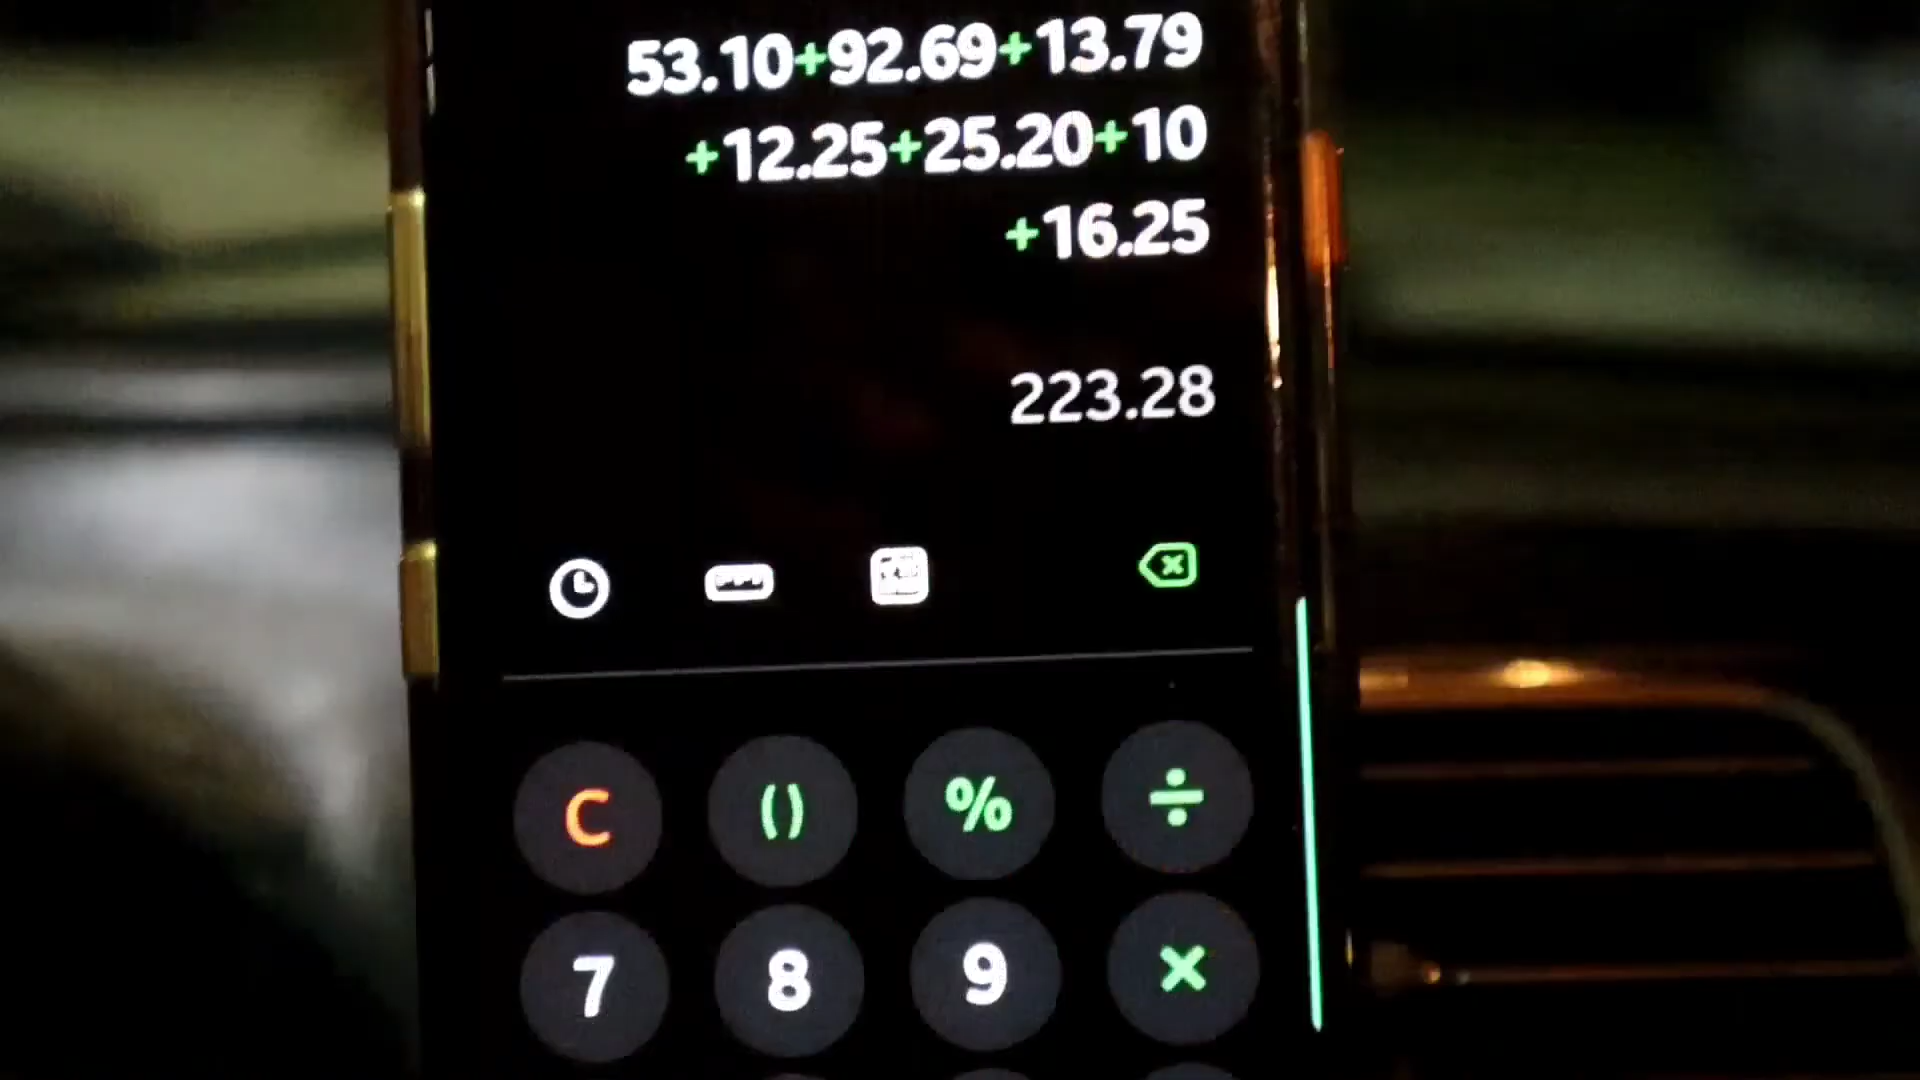 53.10+92.69+13.79
+12.25+25.20+10
+16.25
223.28
C () % ÷
7 8 9 ×